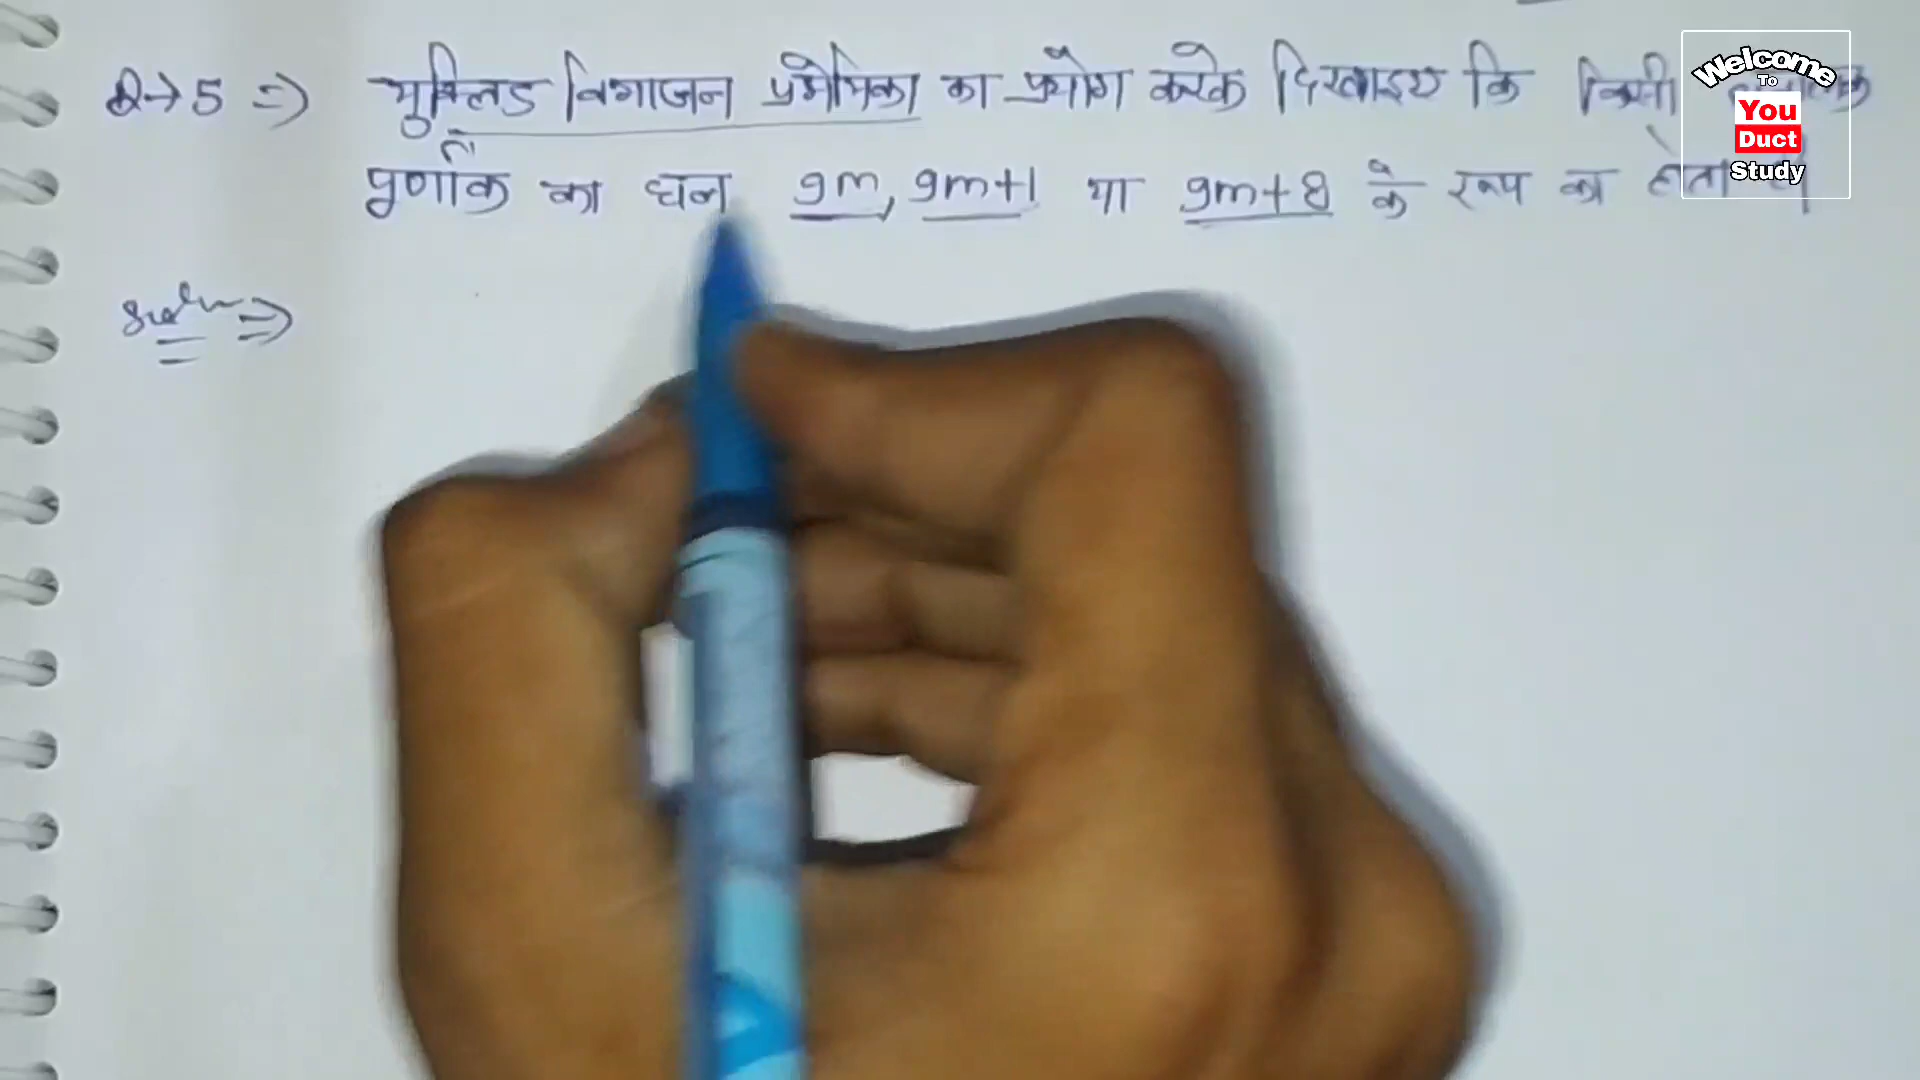 Q→5 ⇒ युक्लिड विभाजन प्रमेयिका का प्रयोग करके दिखाइए कि किसी
पूर्णांक का घन 9m, 9m+1 या 9m+8 के रूप का होता
Soln ⇒
Welcome
To
You
Duct
Study